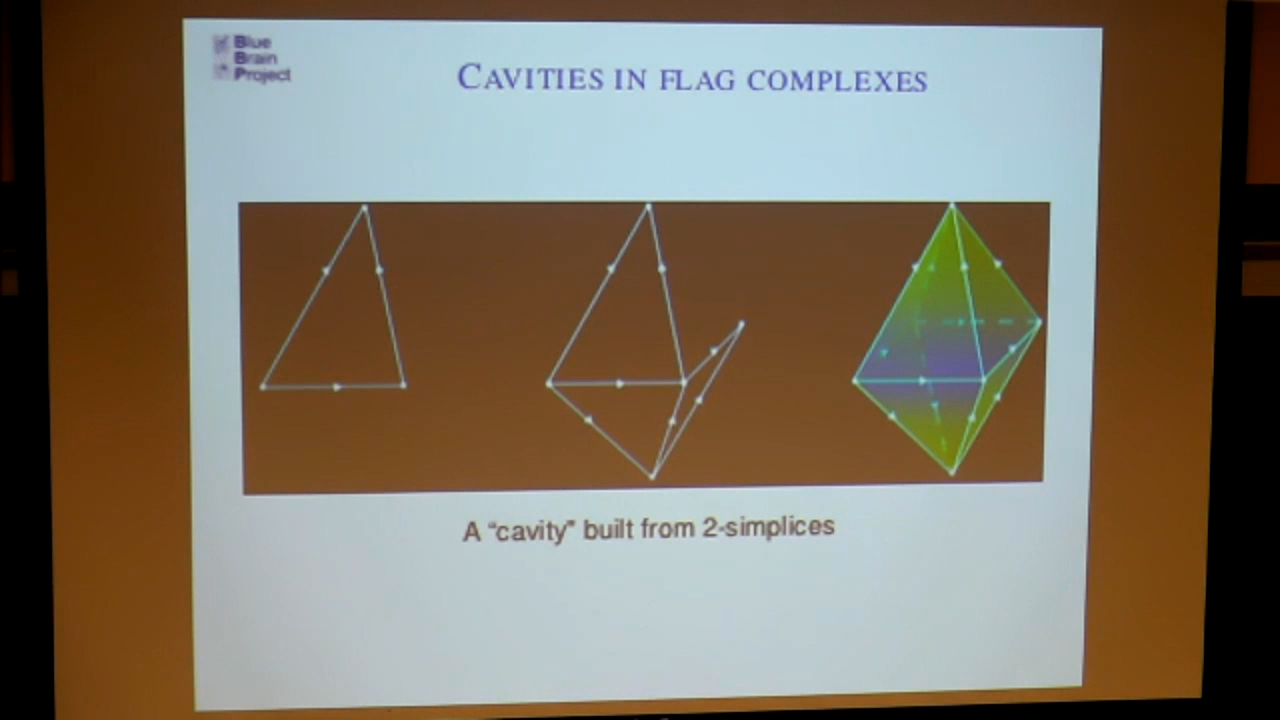 Blue
Brain
Project
CAVITIES IN FLAG COMPLEXES
A “cavity” built from 2-simplices